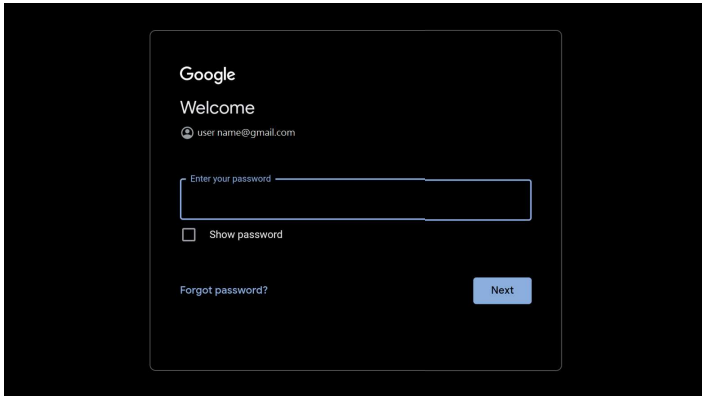 Google
Welcome
user name@gmail.com
Enter your password
Show password
Forgot password?
Next